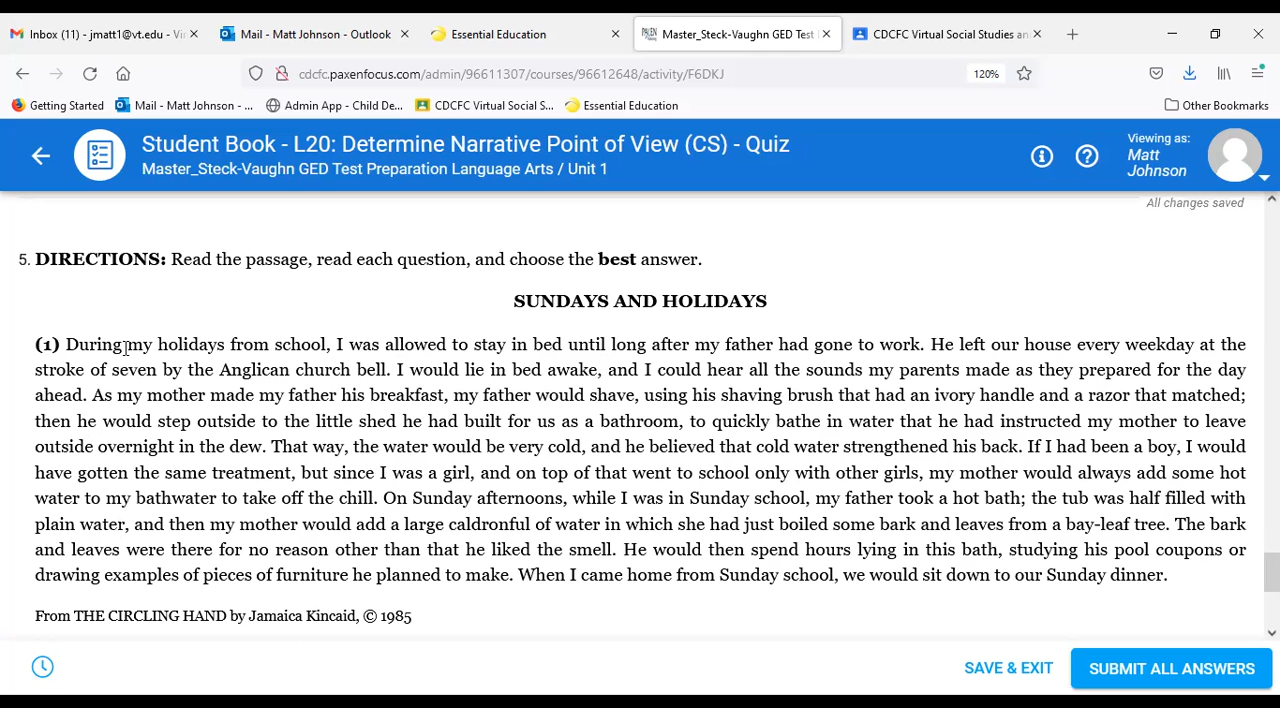 Inbox (11) - jmatt1@vt.edu - Vir
Mail - Matt Johnson - Outlook
Essential Education
Master_Steck-Vaughn GED Test
CDCFC Virtual Social Studies an
cdcfc.paxenfocus.com/admin/96611307/courses/96612648/activity/F6DKJ
120%
Getting Started
Mail - Matt Johnson - ...
Admin App - Child De...
CDCFC Virtual Social S...
Essential Education
Other Bookmarks
Student Book - L20: Determine Narrative Point of View (CS) - Quiz
Master_Steck-Vaughn GED Test Preparation Language Arts / Unit 1
Viewing as:
Matt
Johnson
All changes saved
5. DIRECTIONS: Read the passage, read each question, and choose the best answer.
SUNDAYS AND HOLIDAYS
(1) During my holidays from school, I was allowed to stay in bed until long after my father had gone to work. He left our house every weekday at the
stroke of seven by the Anglican church bell. I would lie in bed awake, and I could hear all the sounds my parents made as they prepared for the day
ahead. As my mother made my father his breakfast, my father would shave, using his shaving brush that had an ivory handle and a razor that matched;
then he would step outside to the little shed he had built for us as a bathroom, to quickly bathe in water that he had instructed my mother to leave
outside overnight in the dew. That way, the water would be very cold, and he believed that cold water strengthened his back. If I had been a boy, I would
have gotten the same treatment, but since I was a girl, and on top of that went to school only with other girls, my mother would always add some hot
water to my bathwater to take off the chill. On Sunday afternoons, while I was in Sunday school, my father took a hot bath; the tub was half filled with
plain water, and then my mother would add a large caldronful of water in which she had just boiled some bark and leaves from a bay-leaf tree. The bark
and leaves were there for no reason other than that he liked the smell. He would then spend hours lying in this bath, studying his pool coupons or
drawing examples of pieces of furniture he planned to make. When I came home from Sunday school, we would sit down to our Sunday dinner.
From THE CIRCLING HAND by Jamaica Kincaid, © 1985
SAVE & EXIT
SUBMIT ALL ANSWERS